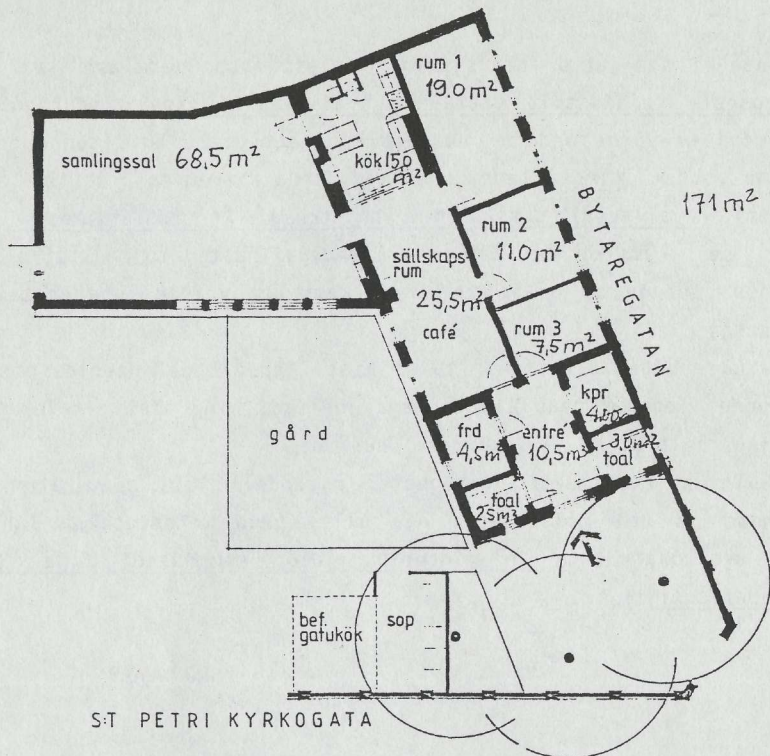 rum 1
19,0 m²
samlingssal 68,5 m²
kök 15,0
m²
BYTAREGATAN
171 m²
rum 2
11,0 m²
sällskaps-
rum
25,5 m²
café
rum 3
7,5 m²
kpr
gård
frd
4,5 m²
entré
10,5 m²
3,0 m²
toal
toal
2,5 m²
bef.
gatukök
sop
S:T PETRI KYRKOGATA